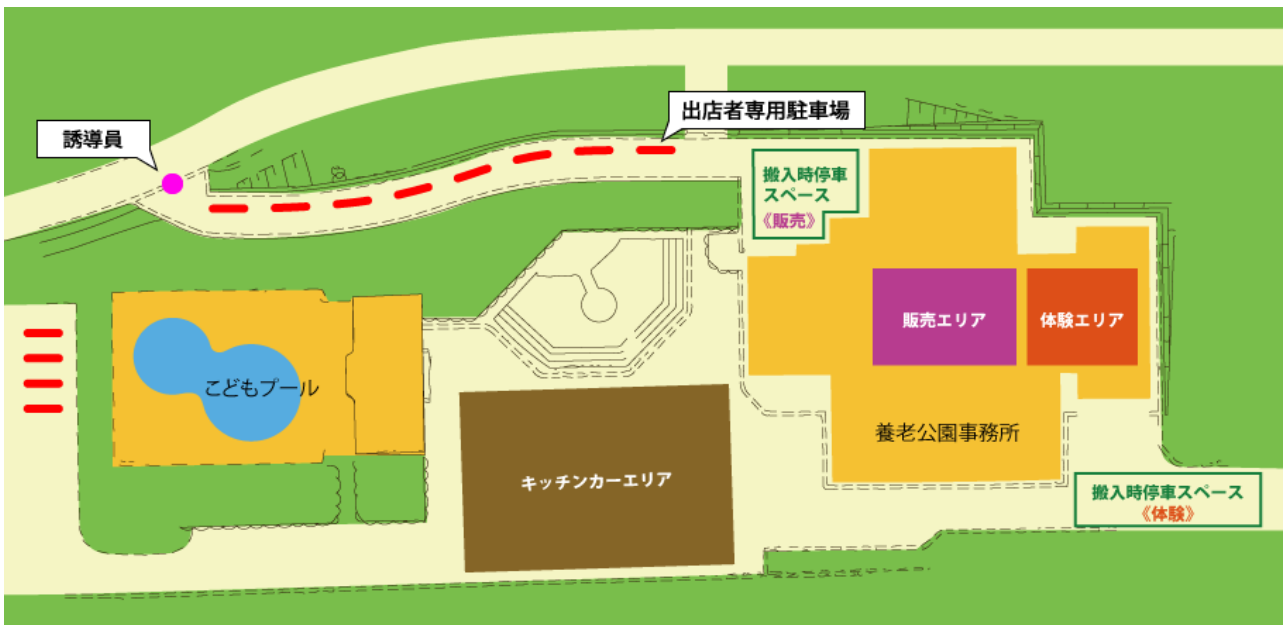 出店者専用駐車場
誘導員
搬入時停車
スペース
《販売》
販売エリア
体験エリア
こどもプール
養老公園事務所
キッチンカーエリア
搬入時停車スペース
《体験》